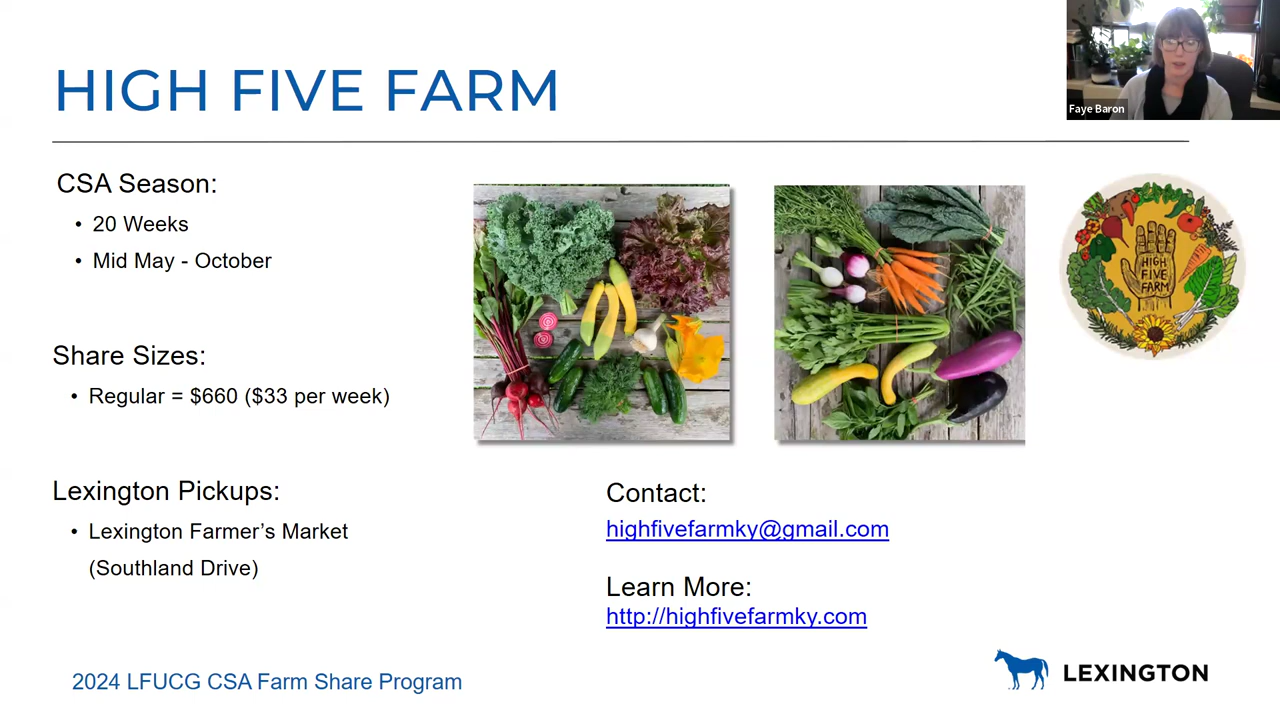 HIGH FIVE FARM
Faye Baron
CSA Season:
• 20 Weeks
• Mid May - October
Share Sizes:
• Regular = $660 ($33 per week)
Lexington Pickups:
• Lexington Farmer’s Market
(Southland Drive)
HIGH
FIVE
FARM
Contact:
highfivefarmky@gmail.com
Learn More:
http://highfivefarmky.com
2024 LFUCG CSA Farm Share Program
LEXINGTON